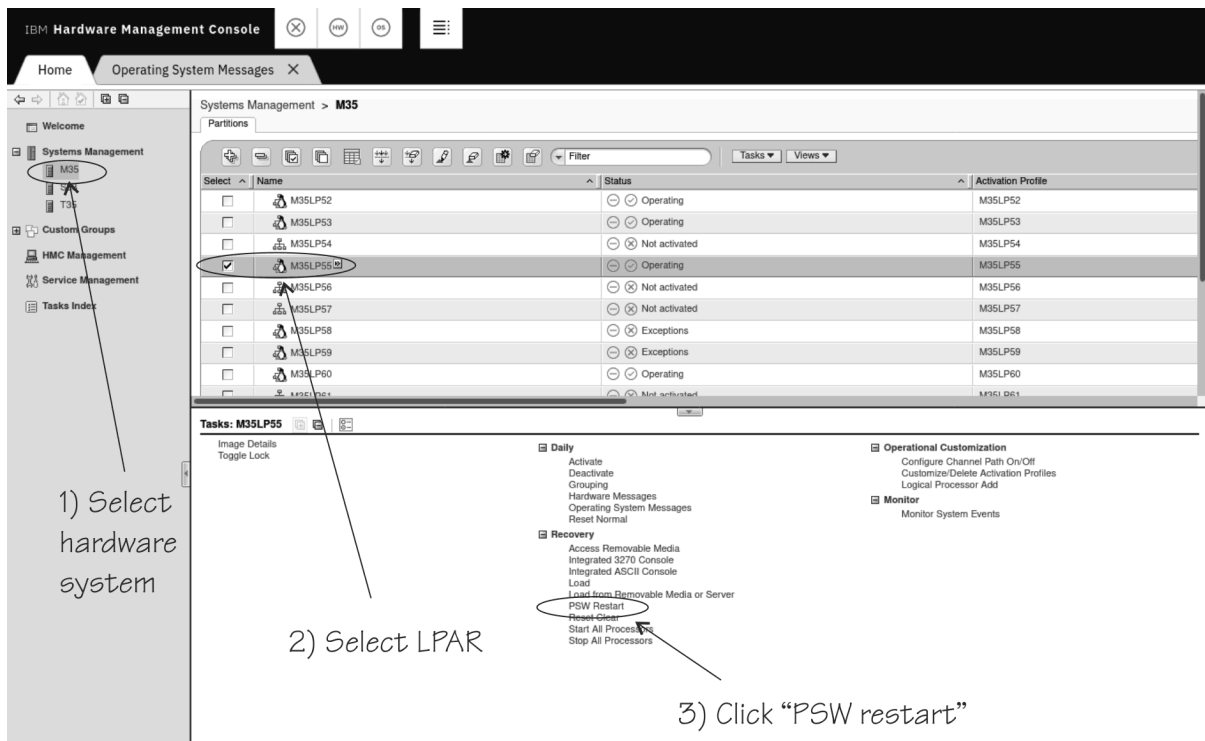 IBM Hardware Management Console
HW
OS
Home
Operating System Messages
Welcome
Systems Management
M35
T35
Custom Groups
HMC Management
Service Management
Tasks Index
Systems Management > M35
Partitions
Filter
Tasks
Views
Select Name Status Activation Profile
M35LP52 Operating M35LP52
M35LP53 Operating M35LP53
M35LP54 Not activated M35LP54
M35LP55 Operating M35LP55
M35LP56 Not activated M35LP56
M35LP57 Not activated M35LP57
M35LP58 Exceptions M35LP58
M35LP59 Exceptions M35LP59
M35LP60 Operating M35LP60
M35LP61 Not activated M35LP61
Tasks: M35LP55
Image Details
Toggle Lock
Daily
Activate
Deactivate
Grouping
Hardware Messages
Operating System Messages
Reset Normal
Recovery
Access Removable Media
Integrated 3270 Console
Integrated ASCII Console
Load
Load from Removable Media or Server
PSW Restart
Reset Clear
Start All Processors
Stop All Processors
Operational Customization
Configure Channel Path On/Off
Customize/Delete Activation Profiles
Logical Processor Add
Monitor
Monitor System Events
1) Select
hardware
system
2) Select LPAR
3) Click “PSW restart”